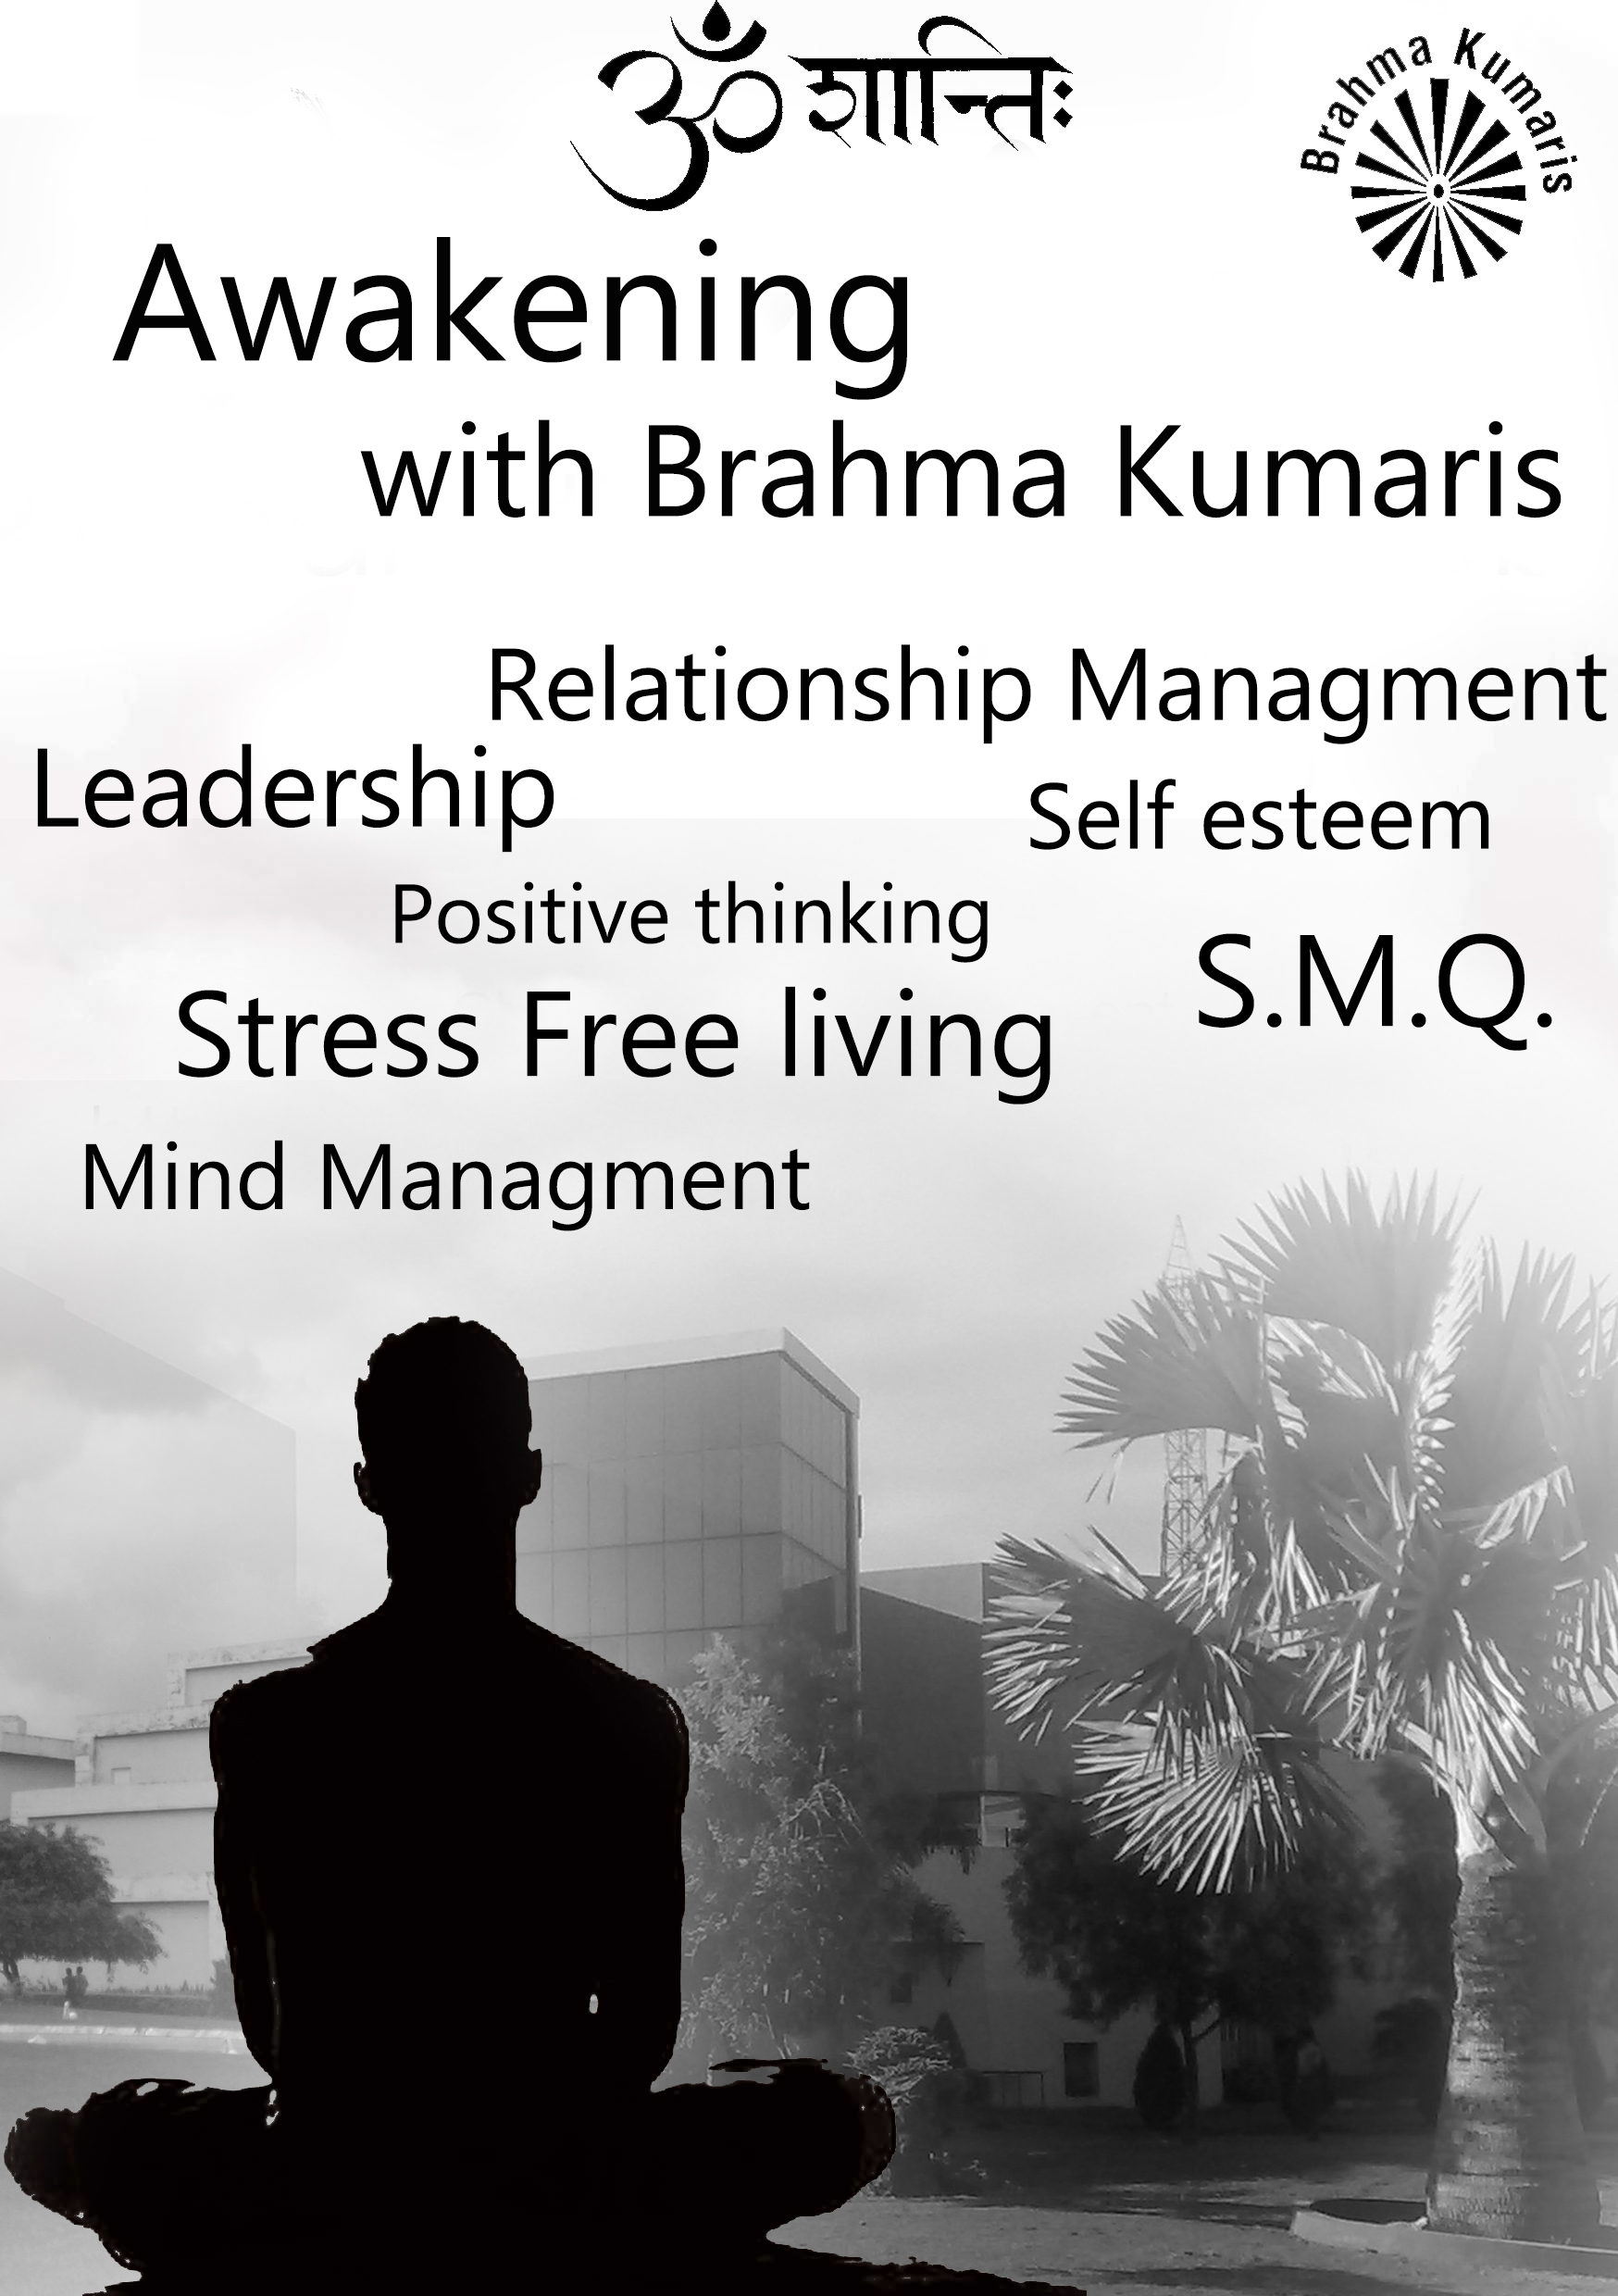 ॐ शान्तिः
Brahma Kumaris
Awakening
with Brahma Kumaris
Relationship Managment
Leadership
Self esteem
Positive thinking
S.M.Q.
Stress Free living
Mind Managment